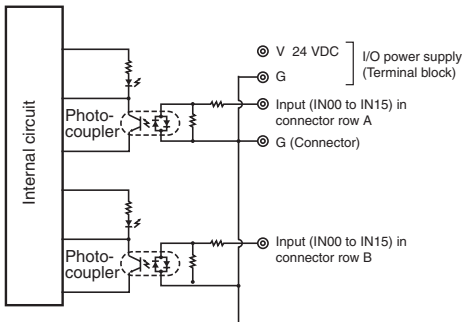 V 24 VDC
I/O power supply
(Terminal block)
G
Input (IN00 to IN15) in
connector row A
Photo-
coupler
G (Connector)
Internal circuit
Input (IN00 to IN15) in
connector row B
Photo-
coupler